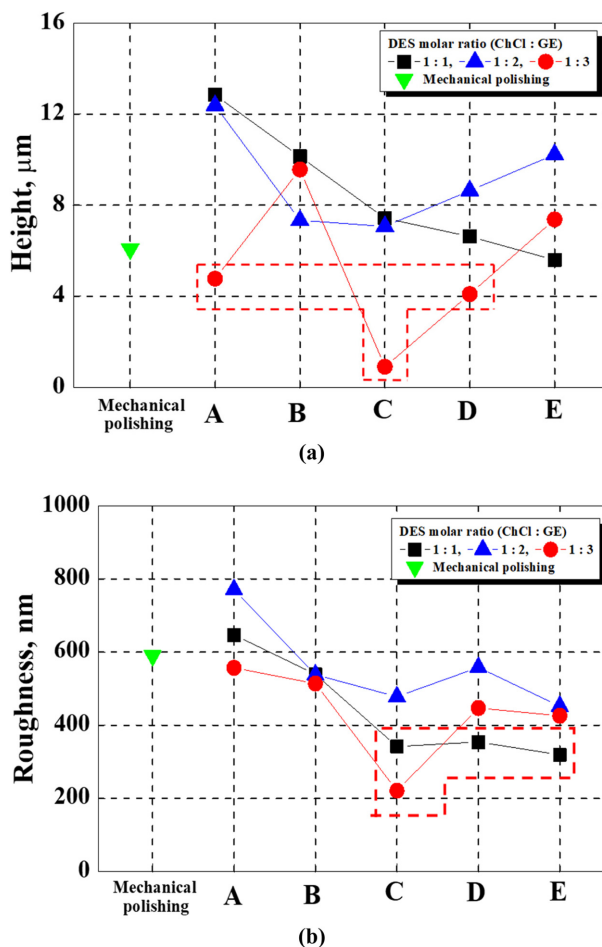 16
DES molar ratio (ChCl : GE)
1 : 1, 1 : 2, 1 : 3
Mechanical polishing
12
8
4
0
Height, μm
Mechanical
polishing
A B C D E
(a)
1000
DES molar ratio (ChCl : GE)
1 : 1, 1 : 2, 1 : 3
Mechanical polishing
800
600
400
200
0
Roughness, nm
Mechanical
polishing
A B C D E
(b)